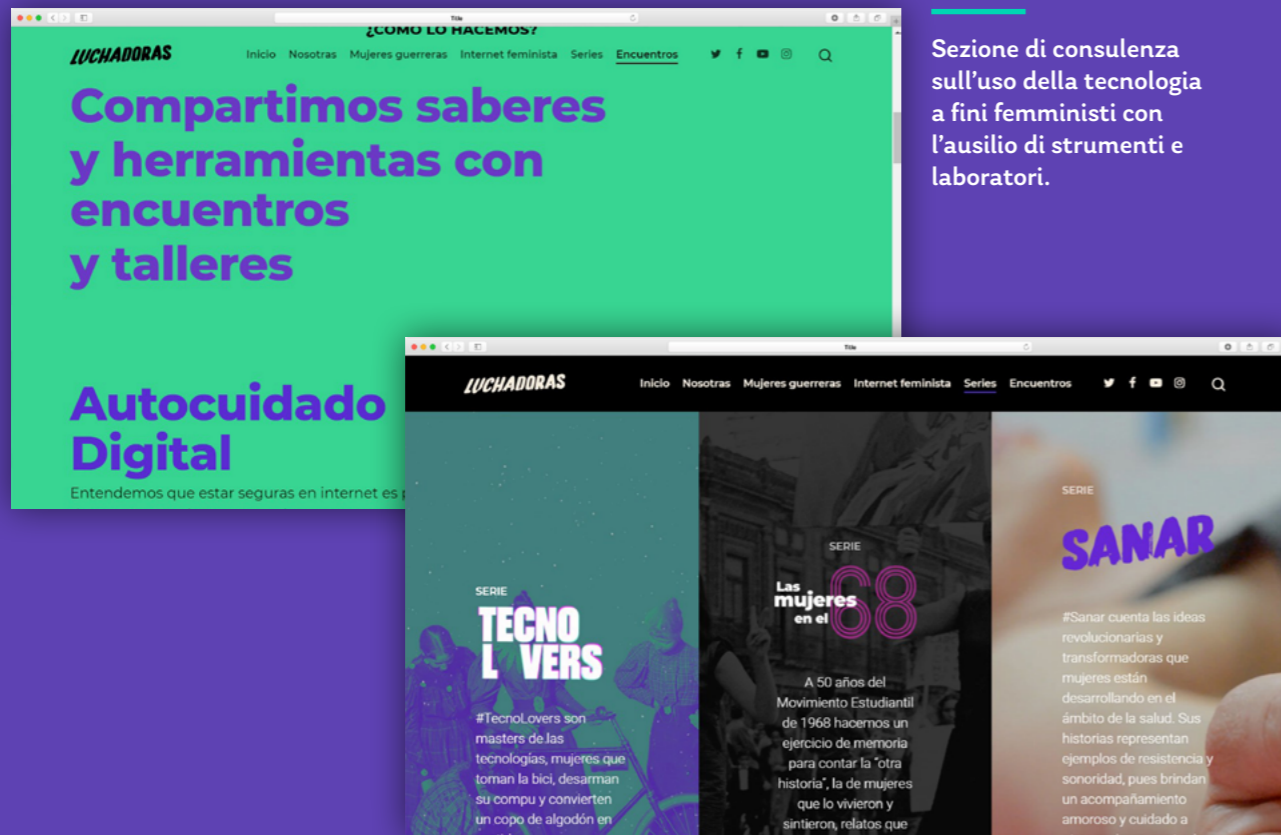 Title
¿CÓMO LO HACEMOS?
LUCHADORAS
Inicio Nosotras Mujeres guerreras Internet feminista Series Encuentros
Compartimos saberes
y herramientas con
encuentros
y talleres
Autocuidado
Digital
Entendemos que estar seguras en internet es
Sezione di consulenza
sull’uso della tecnologia
a fini femministi con
l’ausilio di strumenti e
laboratori.
Title
LUCHADORAS
Inicio Nosotras Mujeres guerreras Internet feminista Series Encuentros
SERIE
TECNO
L VERS
#TecnoLovers son
masters de las
tecnologías, mujeres que
toman la bici, desarman
su compu y convierten
un copo de algodón en
SERIE
Las
mujeres
en el
68
A 50 años del
Movimiento Estudiantil
de 1968 hacemos un
ejercicio de memoria
para contar la “otra
historia”, la de mujeres
que lo vivieron y
sintieron, relatos que
SERIE
SANAR
#Sanar cuenta las ideas
revolucionarias y
transformadoras que
mujeres están
desarrollando en el
ámbito de la salud. Sus
historias representan
ejemplos de resistencia y
sonoridad, pues brindan
un acompañamiento
amoroso y cuidado a